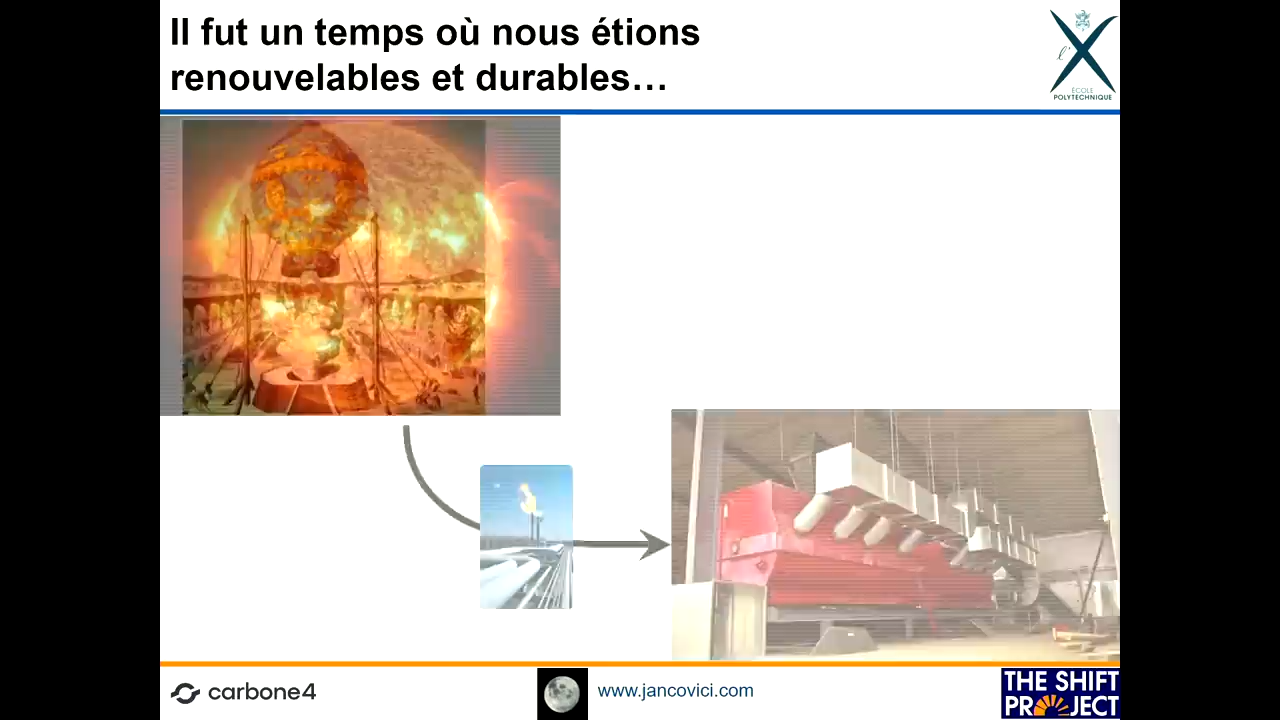 Il fut un temps où nous étions
renouvelables et durables…
l'X
ÉCOLE
POLYTECHNIQUE
carbone4
www.jancovici.com
THE SHIFT
PROJECT